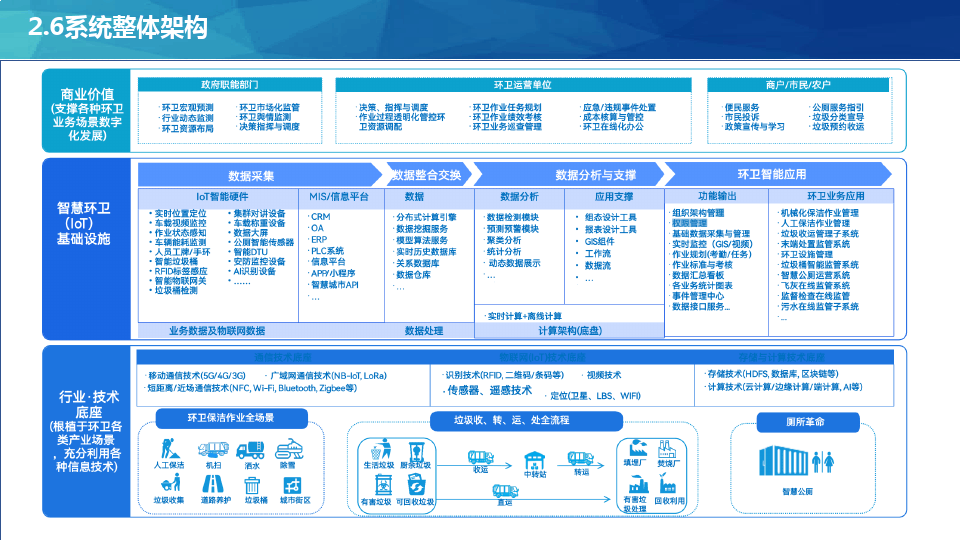 2.6系统整体架构
商业价值
(支撑各种环卫
业务场景数字
化发展)
政府职能部门
·环卫宏观预测
·行业动态监测
·环卫资源布局
·环卫市场化监管
·环卫舆情监测
·决策指挥与调度
环卫运营单位
·决策、指挥与调度
·作业过程透明化管控环
卫资源调配
·环卫作业任务规划
·环卫作业绩效考核
·环卫业务巡查管理
·应急/违规事件处置
·成本核算与管控
·环卫在线化办公
商户/市民/农户
·便民服务
·市民投诉
·政策宣传与学习
·公厕服务指引
·垃圾分类宣导
·垃圾预约收运
智慧环卫
（IoT）
基础设施
数据采集
数据整合交换
数据分析与支撑
环卫智能应用
IoT智能硬件
• 实时位置定位
• 车载视频监控
• 作业状态感知
• 车辆能耗监测
• 人员工牌/手环
• 智能垃圾桶
• RFID标签感应
• 智能物联网关
• 垃圾桶检测
• 集群对讲设备
• 车载称重设备
• 数据大屏
• 公厕智能传感器
• 智能DTU
• 安防监控设备
• AI识别设备
• ……
MIS/信息平台
· CRM
· OA
· ERP
· PLC系统
· 信息平台
· APP/小程序
· 智慧城市API
· …
业务数据及物联网数据
数据
·分布式计算引擎
·数据挖掘服务
·模型算法服务
·实时历史数据库
·关系数据库
·数据仓库
·…
数据处理
数据分析
·数据检测模块
·预测预警模块
·聚类分析
·统计分析
· 动态数据展示
·…
应用支撑
• 组态设计工具
• 报表设计工具
• GIS组件
• 工作流
• 数据流
• …
·实时计算+离线计算
计算架构(底盘)
功能输出
·组织架构管理
·权限管理
·基础数据采集与管理
·实时监控（GIS/视频）
·作业规划(考勤/任务)
·作业标准与考核
·数据汇总看板
·各业务统计图表
·事件管理中心
·数据接口服务…
环卫业务应用
·机械化保洁作业管理
·人工保洁作业管理
·垃圾收运管理子系统
·末端处置监管系统
·环卫设施管理
·垃圾桶智能监管系统
·智慧公厕运营系统
·飞灰在线监管系统
·监督检查在线监管
·污水在线监管子系统
·…
行业·技术
底座
(根植于环卫各
类产业场景
，充分利用各
种信息技术)
通信技术底座
·移动通信技术(5G/4G/3G)
· 广域网通信技术(NB-IoT, LoRa)
·短距离/近场通信技术(NFC, Wi-Fi, Bluetooth, Zigbee等)
物联网(IoT)技术底座
·识别技术(RFID, 二维码/条码等)
· 视频技术
·传感器、遥感技术
· 定位(卫星、LBS、WIFI)
存储与计算技术底座
·存储技术(HDFS, 数据库, 区块链等)
·计算技术(云计算/边缘计算/端计算, AI等)
环卫保洁作业全场景
人工保洁
机扫
洒水
除雪
垃圾收集
道路养护
垃圾桶
城市街区
垃圾收、转、运、处全流程
生活垃圾
厨余垃圾
有害垃圾
可回收垃圾
收运
中转站
转运
直运
填埋厂
焚烧厂
有害垃
圾处理
回收利用
厕所革命
智慧公厕